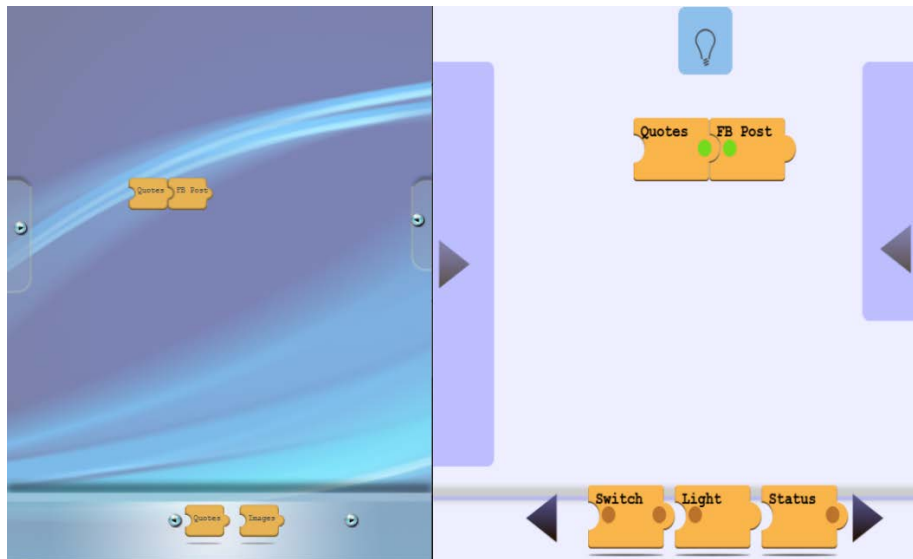 Quotes FB Post
Quotes Images
Quotes FB Post
Switch Light Status